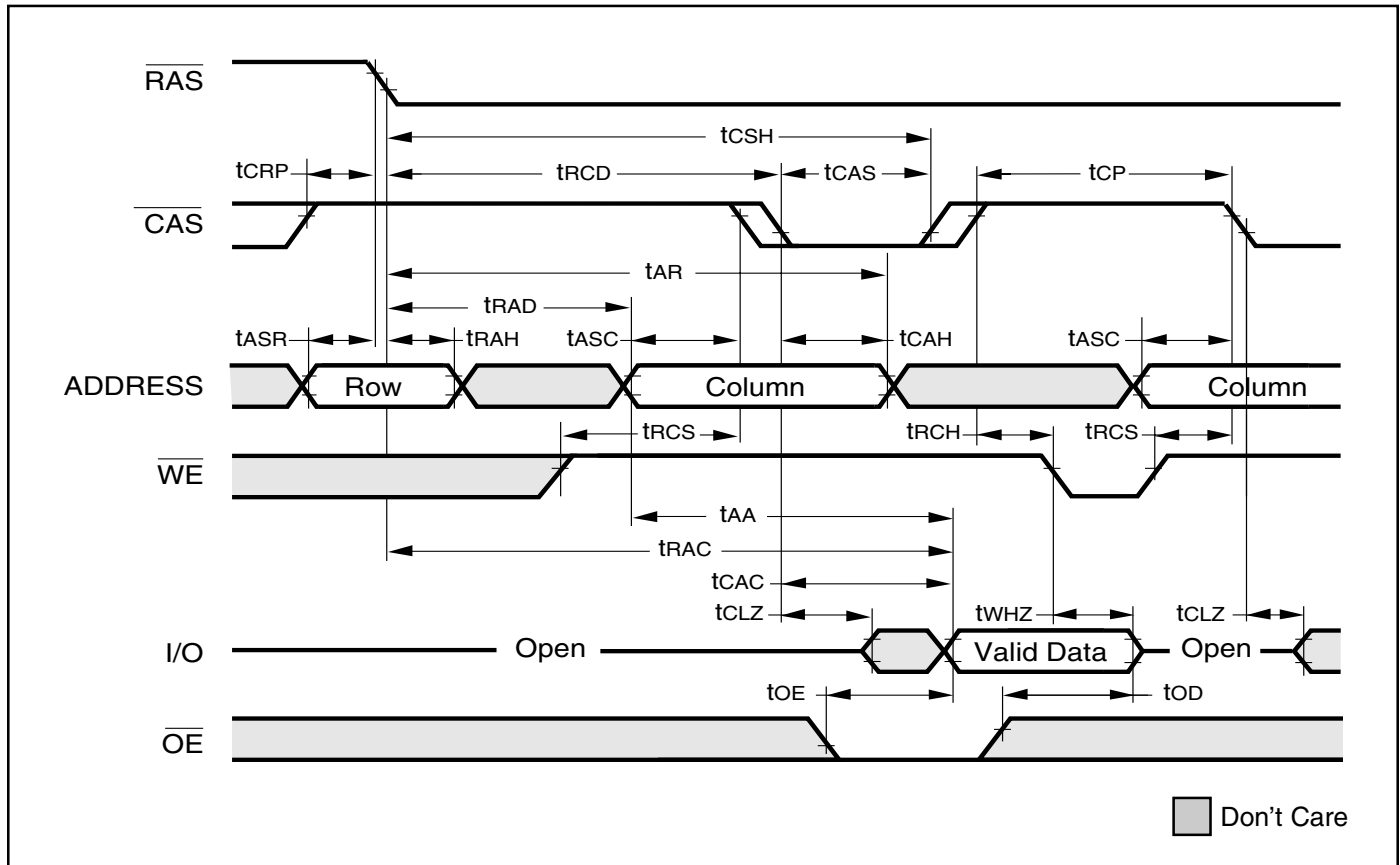 RAS
tCSH
tCRP
tRCD
tCAS
tCP
CAS
tAR
tRAD
tASR
tRAH
tASC
tCAH
tASC
ADDRESS
Row
Column
Column
tRCS
tRCH
tRCS
WE
tAA
tRAC
tCAC
tCLZ
tWHZ
tCLZ
I/O
Open
Valid Data
Open
tOE
tOD
OE
Don't Care